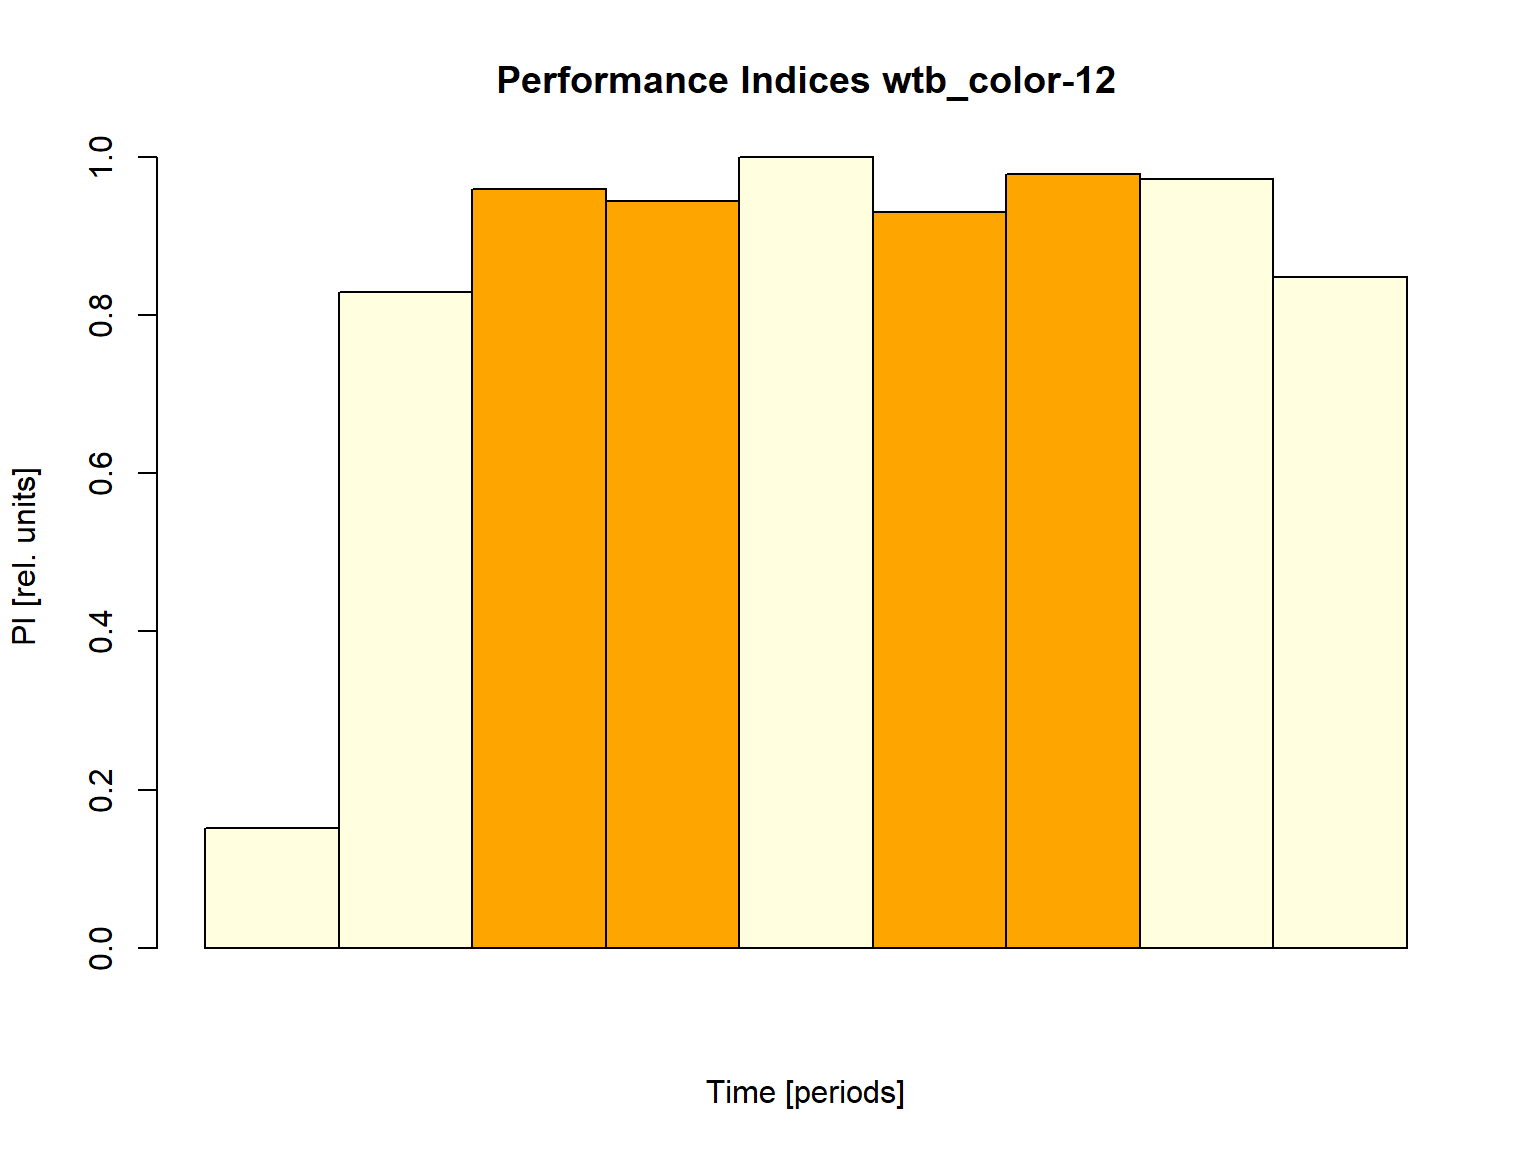 Performance Indices wtb_color-12
1.0
0.8
0.6
0.4
0.2
0.0
PI [rel. units]
Time [periods]